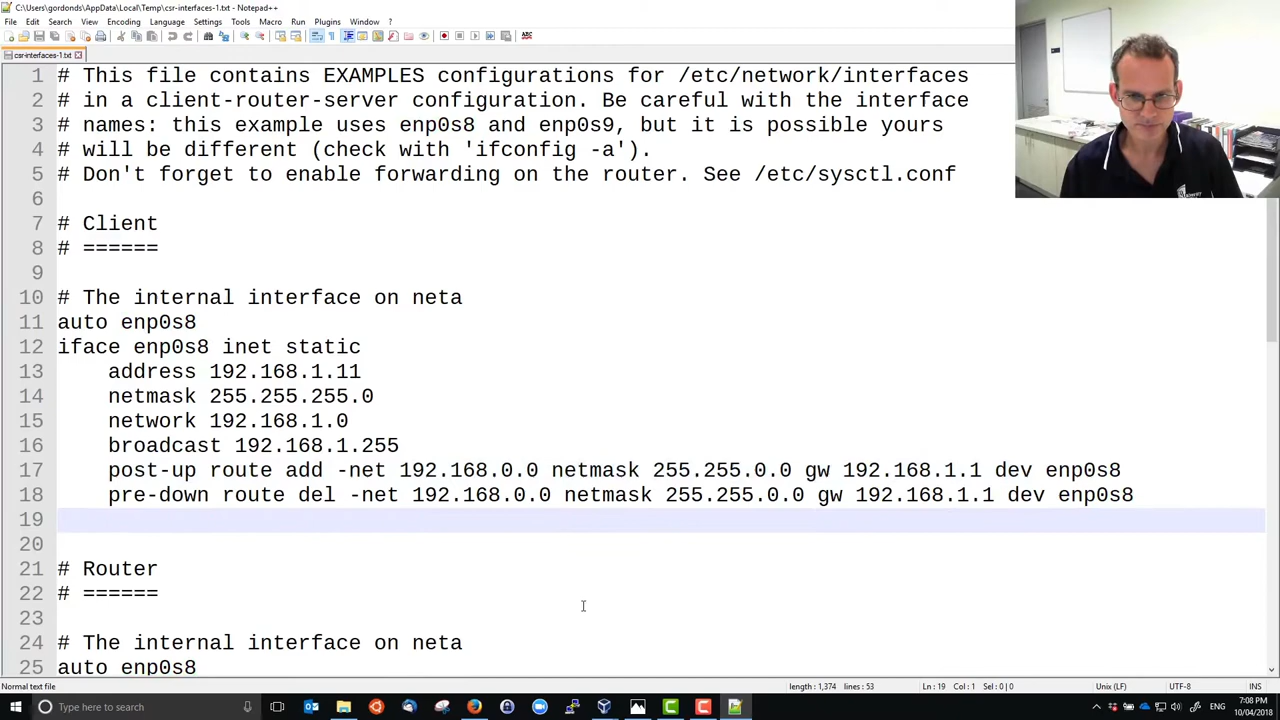 C:\Users\gordonds\AppData\Local\Temp\csr-interfaces-1.txt - Notepad++
File Edit Search View Encoding Language Settings Tools Macro Run Plugins Window ?
csr-interfaces-1.txt
1 # This file contains EXAMPLES configurations for /etc/network/interfaces
2 # in a client-router-server configuration. Be careful with the interface
3 # names: this example uses enp0s8 and enp0s9, but it is possible yours
4 # will be different (check with 'ifconfig -a').
5 # Don't forget to enable forwarding on the router. See /etc/sysctl.conf
6
7 # Client
8 # ======
9
10 # The internal interface on neta
11 auto enp0s8
12 iface enp0s8 inet static
13 address 192.168.1.11
14 netmask 255.255.255.0
15 network 192.168.1.0
16 broadcast 192.168.1.255
17 post-up route add -net 192.168.0.0 netmask 255.255.0.0 gw 192.168.1.1 dev enp0s8
18 pre-down route del -net 192.168.0.0 netmask 255.255.0.0 gw 192.168.1.1 dev enp0s8
19
20
21 # Router
22 # ======
23
24 # The internal interface on neta
25 auto enp0s8
Normal text file length : 1,374 lines : 53 Ln : 19 Col : 1 Sel : 0 | 0 Unix (LF) UTF-8 INS
Type here to search
7:08 PM
10/04/2018